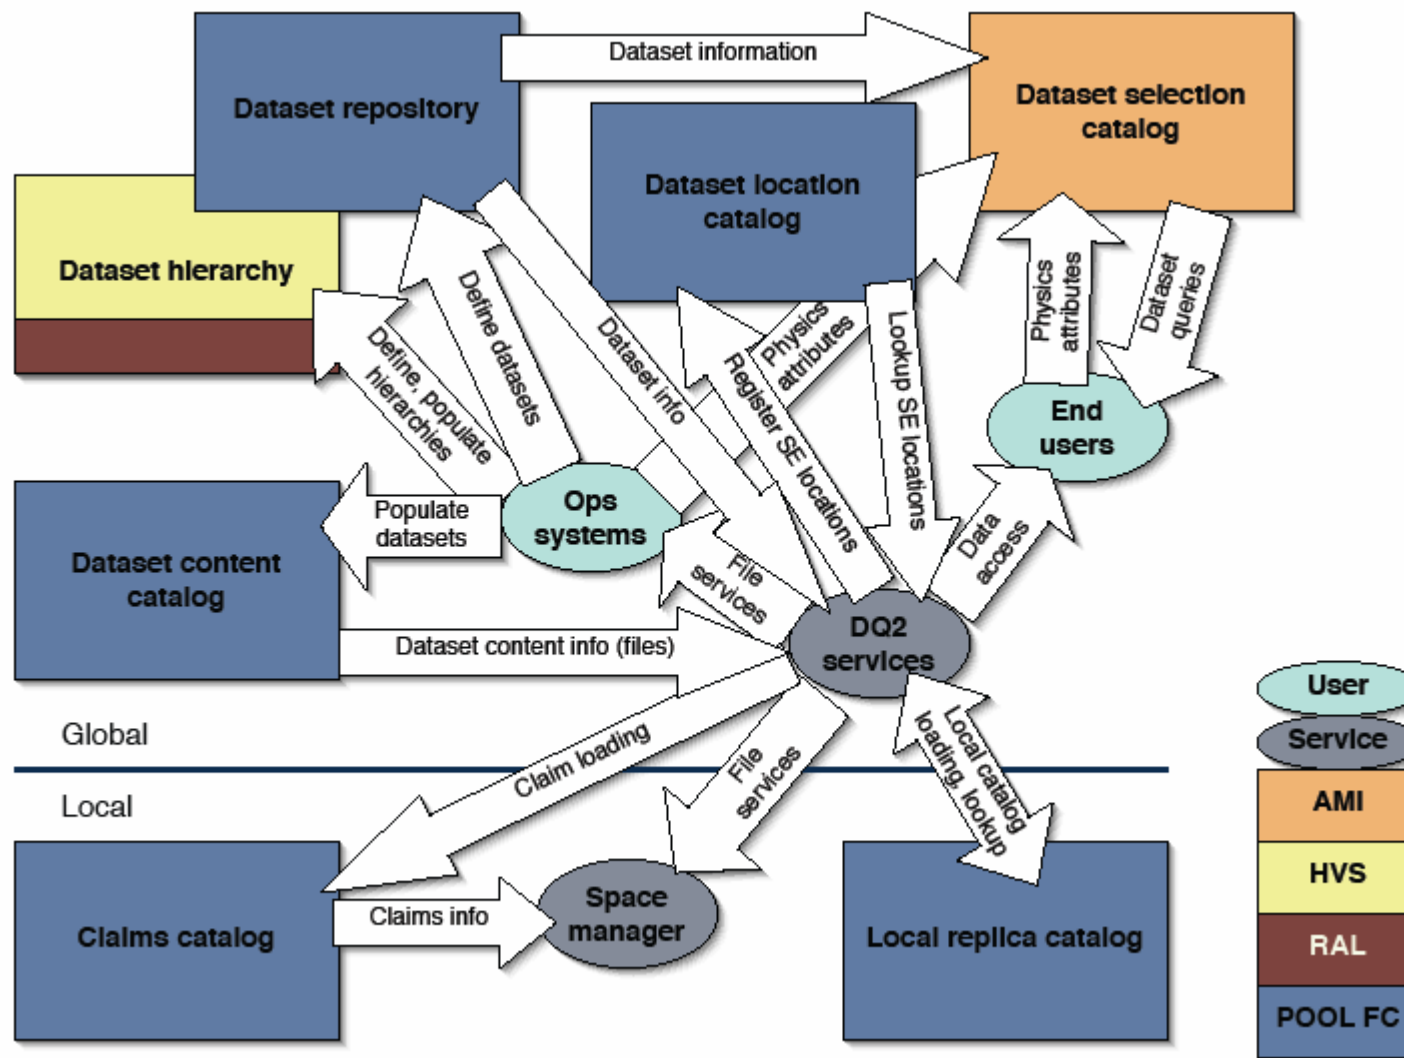 Dataset information
Dataset repository
Dataset selection
catalog
Dataset location
catalog
Dataset hierarchy
Define, populate
hierarchies
Define datasets
Dataset info
Physics
attributes
Register SE locations
Lookup SE locations
Physics
attributes
Dataset
queries
End
users
Populate
datasets
Ops
systems
Data
access
Dataset content
catalog
File
services
DQ2
services
Dataset content info (files)
User
Global
Service
Claim loading
File
services
Local catalog
loading, lookup
Local
AMI
HVS
Claims info
Space
manager
Claims catalog
Local replica catalog
RAL
POOL FC